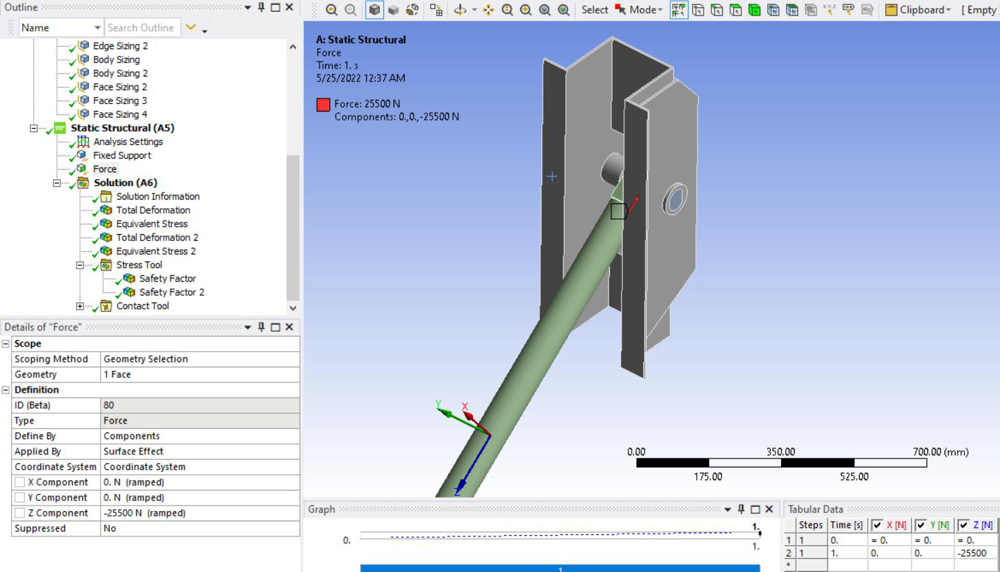 Outline
Name Search Outline
Edge Sizing 2
Body Sizing
Body Sizing 2
Face Sizing 2
Face Sizing 3
Face Sizing 4
Static Structural (A5)
Analysis Settings
Fixed Support
Force
Solution (A6)
Solution Information
Total Deformation
Equivalent Stress
Total Deformation 2
Equivalent Stress 2
Stress Tool
Safety Factor
Safety Factor 2
Contact Tool
Details of "Force"
Scope
Scoping Method Geometry Selection
Geometry 1 Face
Definition
ID (Beta) 80
Type Force
Define By Components
Applied By Surface Effect
Coordinate System Coordinate System
X Component 0. N (ramped)
Y Component 0. N (ramped)
Z Component -25500 N (ramped)
Suppressed No
Select Mode Clipboard [ Empty
A: Static Structural
Force
Time: 1. s
5/25/2022 12:37 AM
Force: 25500 N
Components: 0.,0.,-25500 N
Y
X
Z
0.00 350.00 700.00 (mm)
175.00 525.00
Graph
1.
0.
1.
1
Tabular Data
Steps Time [s] X [N] Y [N] Z [N]
1 1 0. = 0. = 0. = 0.
2 1 1. 0. 0. -25500
*